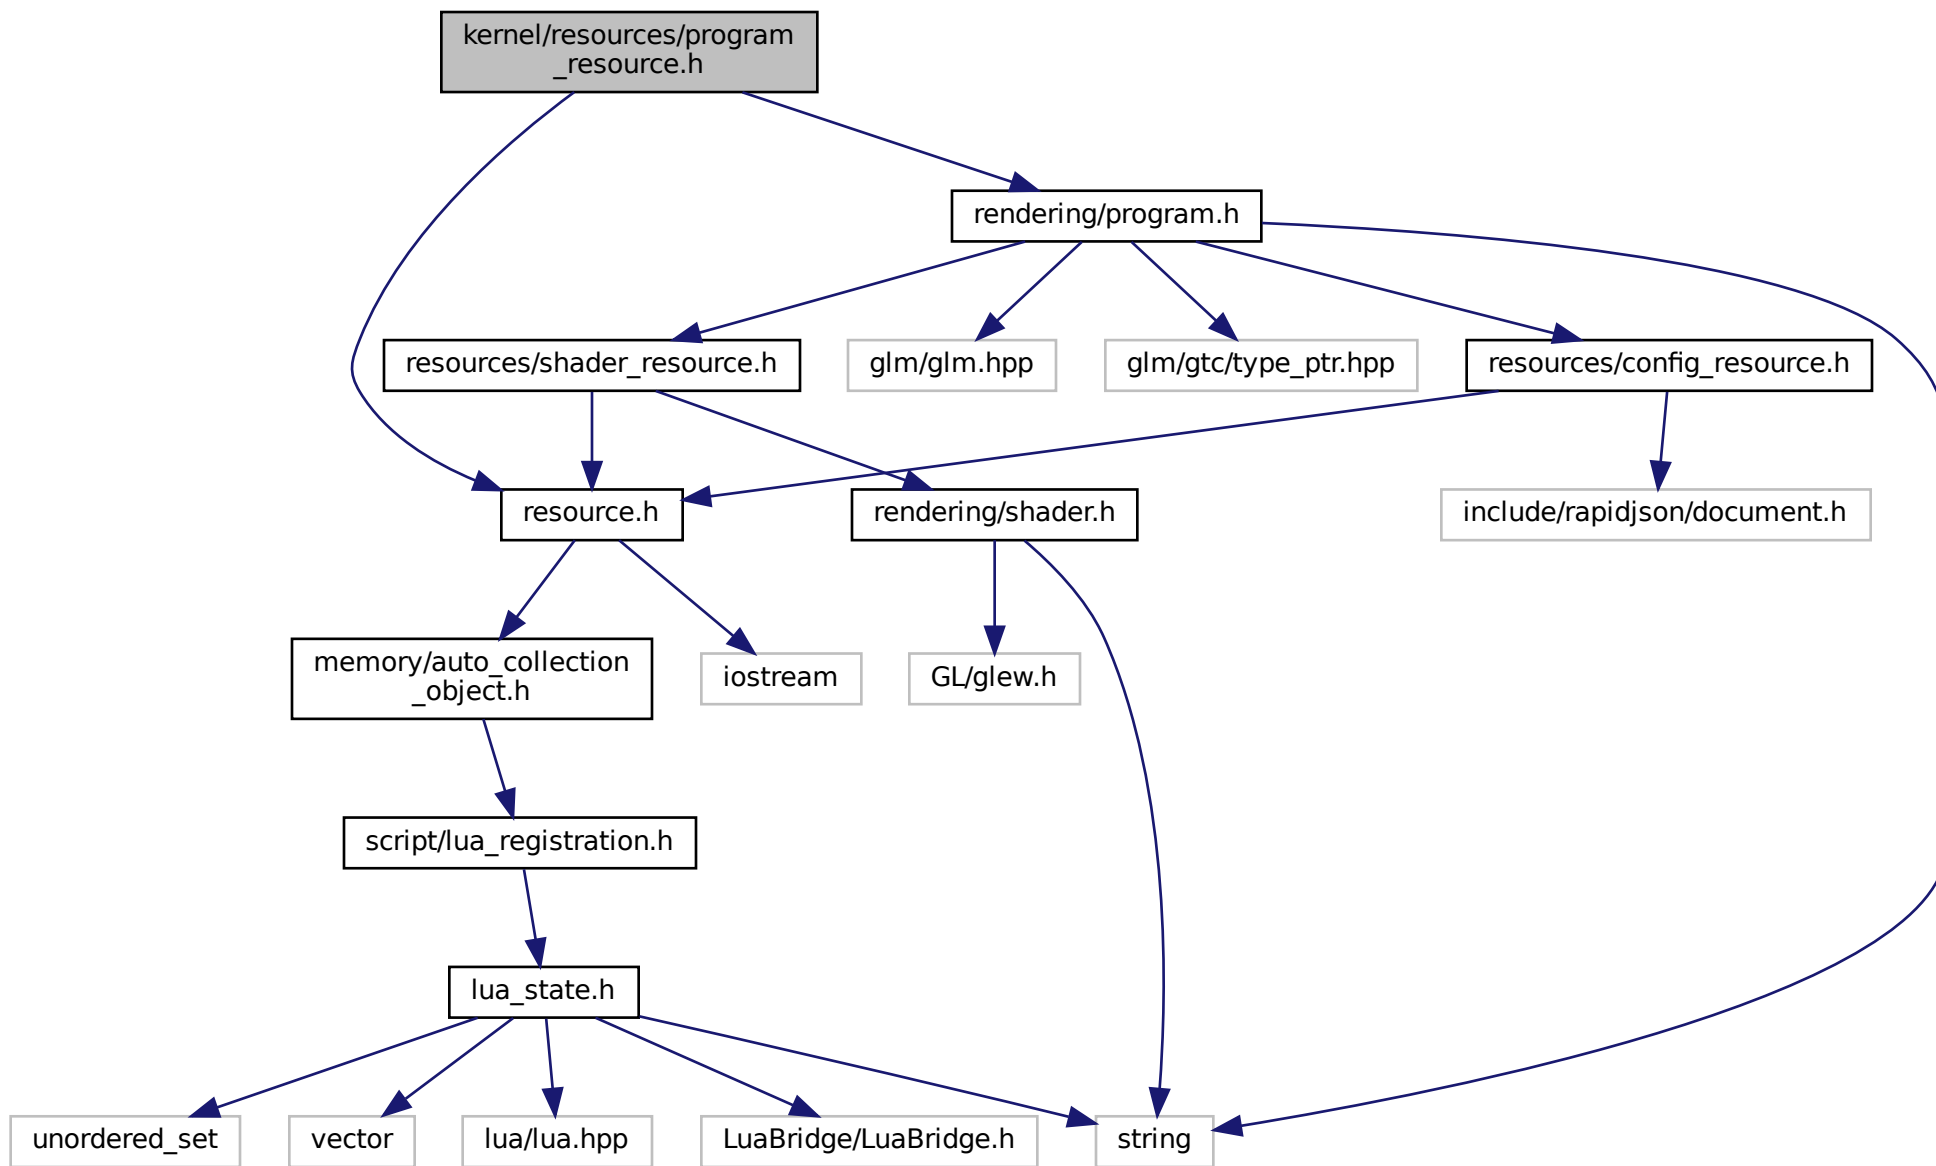 kernel/resources/program
_resource.h
rendering/program.h
resources/shader_resource.h
glm/glm.hpp
glm/gtc/type_ptr.hpp
resources/config_resource.h
resource.h
rendering/shader.h
include/rapidjson/document.h
memory/auto_collection
_object.h
iostream
GL/glew.h
script/lua_registration.h
lua_state.h
unordered_set
vector
lua/lua.hpp
LuaBridge/LuaBridge.h
string